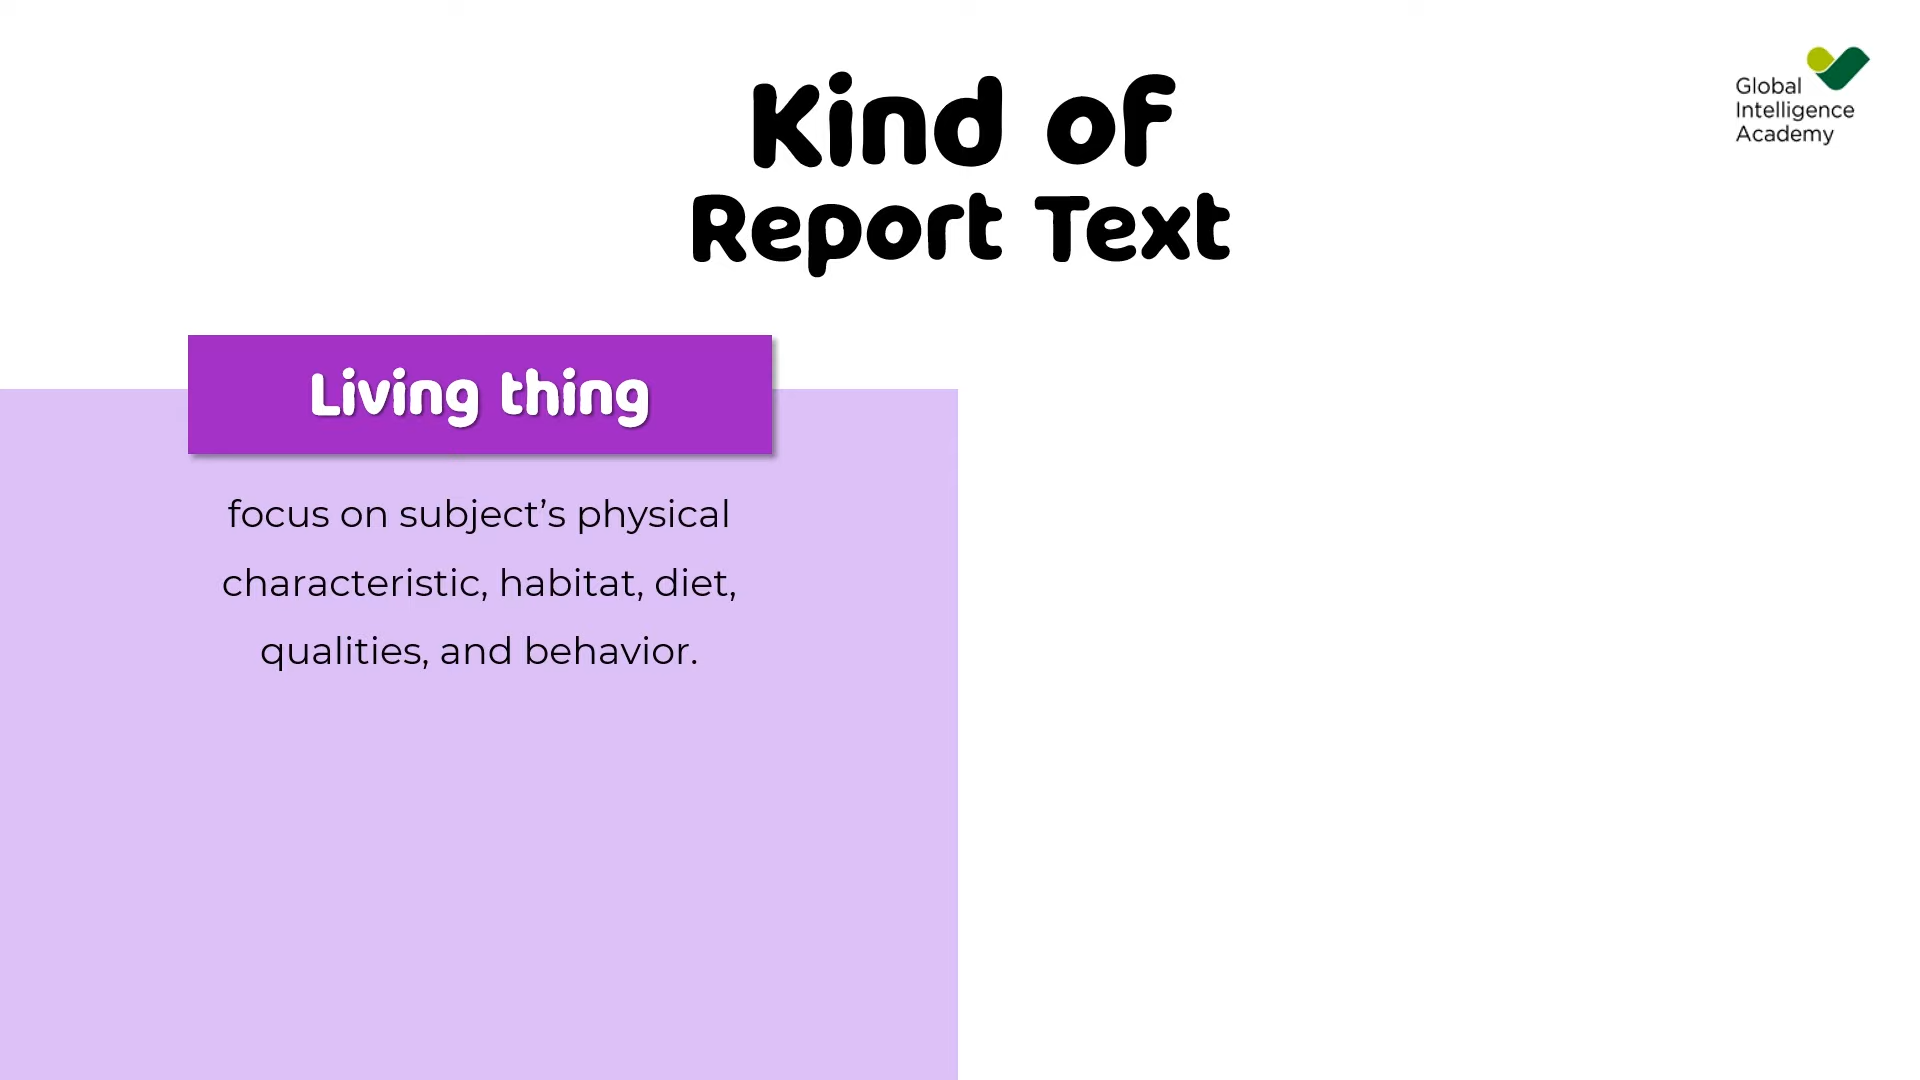 Kind of
Report Text
Global
Intelligence
Academy
Living thing
focus on subject’s physical
characteristic, habitat, diet,
qualities, and behavior.